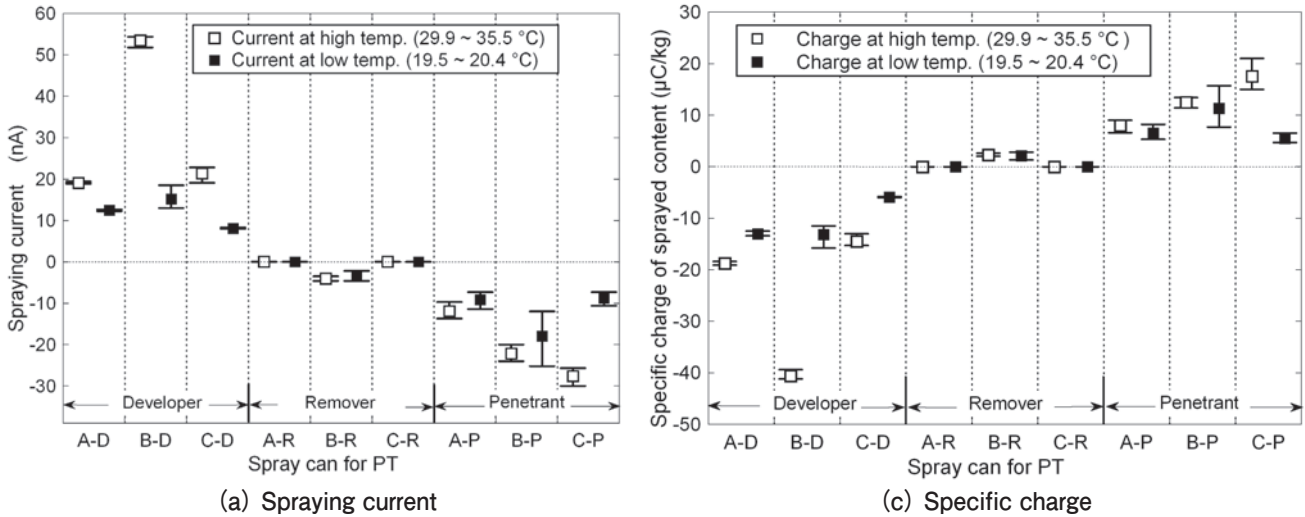 60
50
40
30
20
10
0
-10
-20
-30
Spraying current (nA)
Current at high temp. (29.9 ~ 35.5 °C)
Current at low temp. (19.5 ~ 20.4 °C)
Developer
Remover
Penetrant
A-D B-D C-D A-R B-R C-R A-P B-P C-P
Spray can for PT
(a) Spraying current
30
20
10
0
-10
-20
-30
-40
-50
Specific charge of sprayed content (μC/kg)
Charge at high temp. (29.9 ~ 35.5 °C )
Charge at low temp. (19.5 ~ 20.4 °C)
Developer
Remover
Penetrant
A-D B-D C-D A-R B-R C-R A-P B-P C-P
Spray can for PT
(c) Specific charge